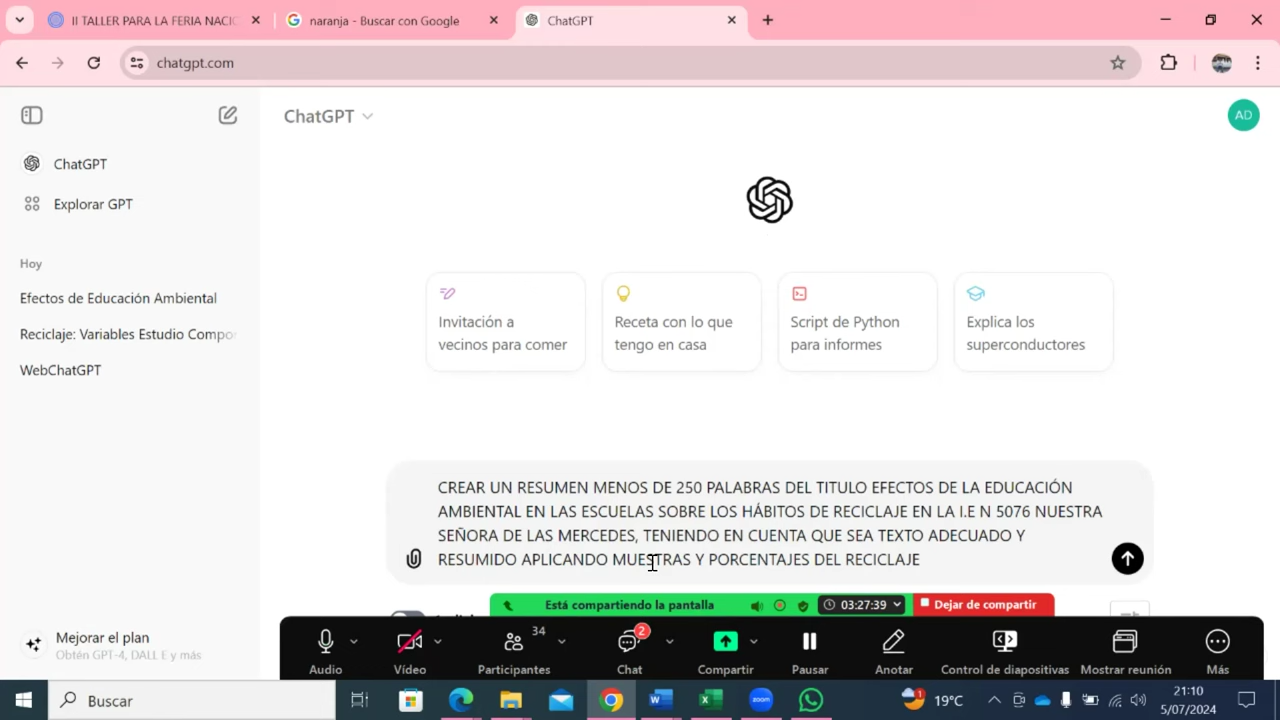 II TALLER PARA LA FERIA NACIC
naranja - Buscar con Google
ChatGPT
chatgpt.com
ChatGPT
AD
ChatGPT
Explorar GPT
Hoy
Efectos de Educación Ambiental
Reciclaje: Variables Estudio Compo
WebChatGPT
Invitación a
vecinos para comer
Receta con lo que
tengo en casa
Script de Python
para informes
Explica los
superconductores
CREAR UN RESUMEN MENOS DE 250 PALABRAS DEL TITULO EFECTOS DE LA EDUCACIÓN
AMBIENTAL EN LAS ESCUELAS SOBRE LOS HÁBITOS DE RECICLAJE EN LA I.E N 5076 NUESTRA
SEÑORA DE LAS MERCEDES, TENIENDO EN CUENTA QUE SEA TEXTO ADECUADO Y
RESUMIDO APLICANDO MUESTRAS Y PORCENTAJES DEL RECICLAJE
Está compartiendo la pantalla
03:27:39
Dejar de compartir
Mejorar el plan
Obtén GPT-4, DALL E y más
34
2
Audio
Vídeo
Participantes
Chat
Compartir
Pausar
Anotar
Control de diapositivas
Mostrar reunión
Más
Buscar
zoom
1
19°C
21:10
5/07/2024